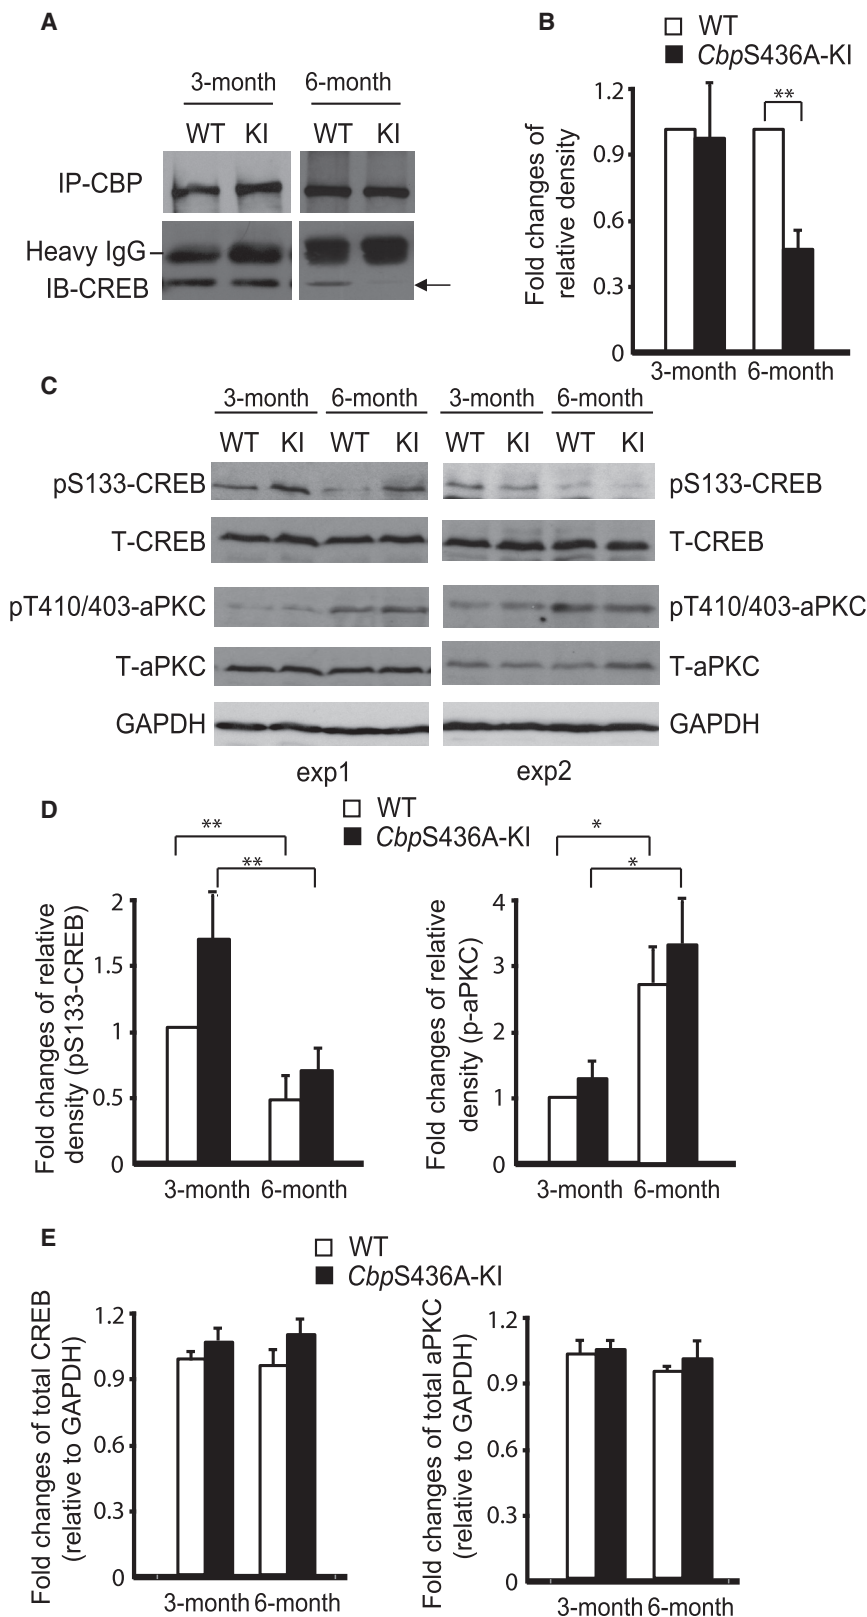 A
3-month 6-month
WT KI WT KI
IP-CBP
Heavy IgG
IB-CREB
B
WT
CbpS436A-KI
**
Fold changes of
relative density
1.2
0.9
0.6
0.3
0
3-month 6-month
C
3-month 6-month 3-month 6-month
WT KI WT KI WT KI WT KI
pS133-CREB pS133-CREB
T-CREB T-CREB
pT410/403-aPKC pT410/403-aPKC
T-aPKC T-aPKC
GAPDH GAPDH
exp1 exp2
D
WT
CbpS436A-KI
**
**
Fold changes of relative
density (pS133-CREB)
2
1.5
1
0.5
0
3-month 6-month
*
*
Fold changes of relative
density (p-aPKC)
4
3
2
1
0
3-month 6-month
E
WT
CbpS436A-KI
Fold changes of total CREB
(relative to GAPDH)
1.2
0.9
0.6
0.3
0
3-month 6-month
Fold changes of total aPKC
(relative to GAPDH)
1.2
0.9
0.6
0.3
0
3-month 6-month